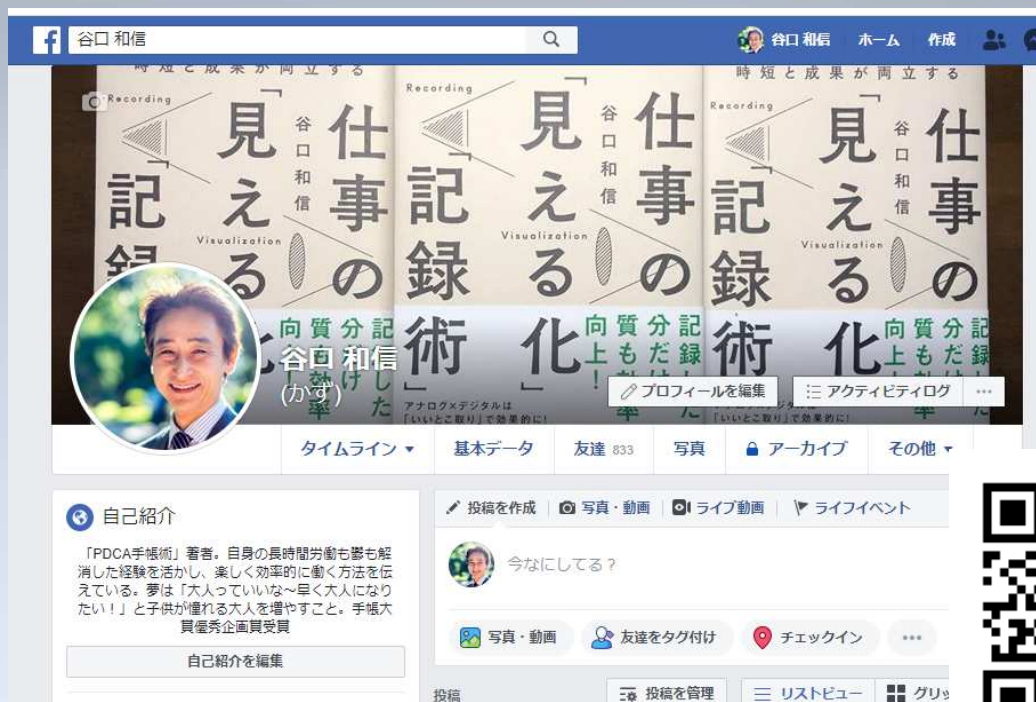 f
谷口 和信
谷口 和信 ホーム 作成
時短と成果が両立する
Recording
仕事の
「見える化」
「記録術」
谷口和信
Visualization
記録しただけ
分だけ
質も効率も
向上!
アナログ×デジタルは
「いいとこ取り」で効果的に!
谷口 和信
(かず)
プロフィールを編集
アクティビティログ
...
タイムライン
基本データ
友達 833
写真
アーカイブ
その他
自己紹介
「PDCA手帳術」著者。自身の長時間労働も鬱も解
消した経験を活かし、楽しく効率的に働く方法を伝
えている。夢は「大人っていいな~早く大人になり
たい!」と子供が憧れる大人を増やすこと。手帳大
賞優秀企画賞受賞
自己紹介を編集
投稿を作成 写真・動画 ライブ動画 ライフイベント
今なにしてる?
写真・動画
友達をタグ付け
チェックイン
...
投稿
投稿を管理
リストビュー
グリッ